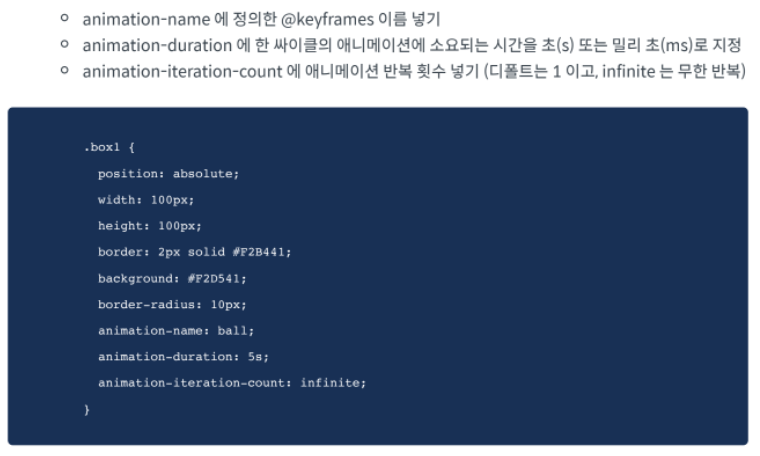 animation-name 에 정의한 @keyframes 이름 넣기
animation-duration 에 한 싸이클의 애니메이션에 소요되는 시간을 초(s) 또는 밀리 초(ms)로 지정
animation-iteration-count 에 애니메이션 반복 횟수 넣기 (디폴트는 1 이고, infinite 는 무한 반복)
.box1 {
position: absolute;
width: 100px;
height: 100px;
border: 2px solid #F2B441;
background: #F2D541;
border-radius: 10px;
animation-name: ball;
animation-duration: 5s;
animation-iteration-count: infinite;
}